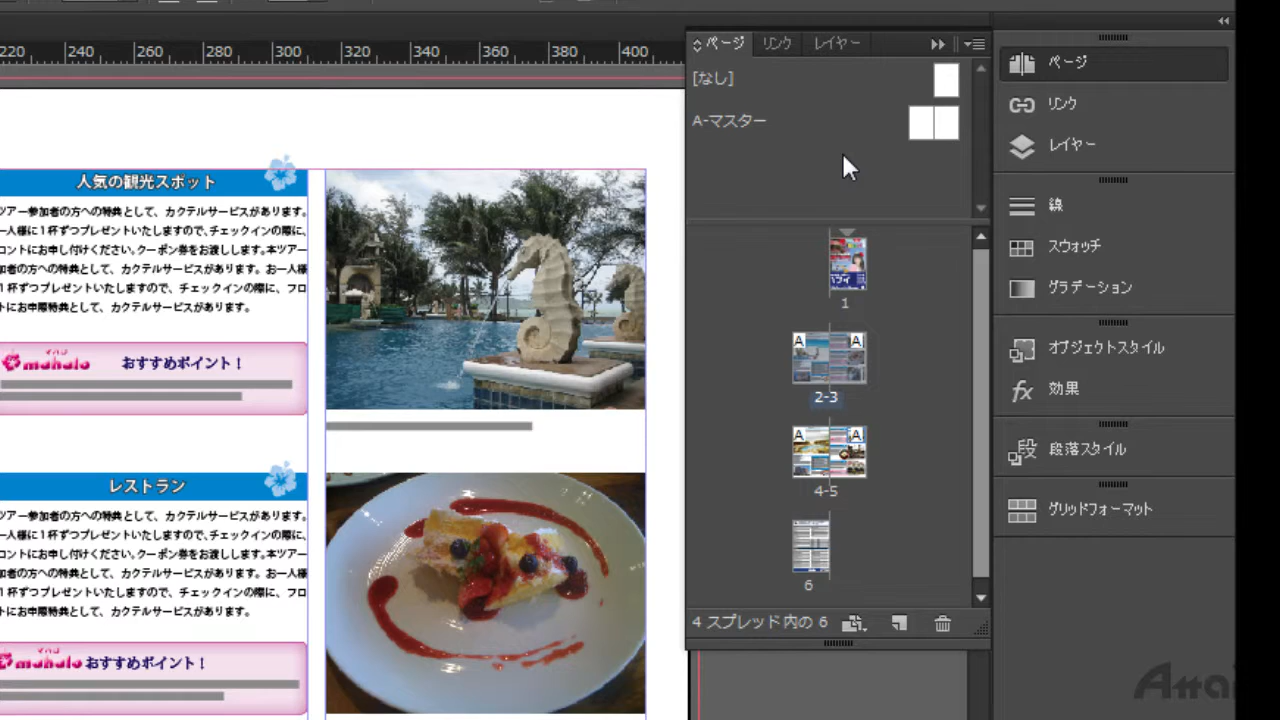 220 240 260 280 300 320 340 360 380 400
人気の観光スポット
ツアー参加者の方への特典として、カクテルサービスがあります。
一人様に1杯ずつプレゼントいたしますので、チェックインの際に、
コントにお申し付けください。クーポン券をお渡しします。本ツアー
加者の方への特典として、カクテルサービスがあります。お一人様
1杯ずつプレゼントいたしますので、チェックインの際に、フロ
トにお申際特典として、カクテルサービスがあります。
mahalo おすすめポイント！
レストラン
ツアー参加者の方への特典として、カクテルサービスがあります。
一人様に1杯ずつプレゼントいたしますので、チェックインの際に、
コントにお申し付けください。クーポン券をお渡しします。本ツアー
加者の方への特典として、カクテルサービスがあります。お一人様
1杯ずつプレゼントいたしますので、チェックインの際に、フロ
トにお申際特典として、カクテルサービスがあります。
mahalo おすすめポイント！
ページ リンク レイヤー
[なし]
A-マスター
ハワイ
1
A A
2-3
A A
4-5
6
4 スプレッド内の 6
ページ
リンク
レイヤー
線
スウォッチ
グラデーション
オブジェクトスタイル
fx 効果
段 段落スタイル
グリッドフォーマット
Attai